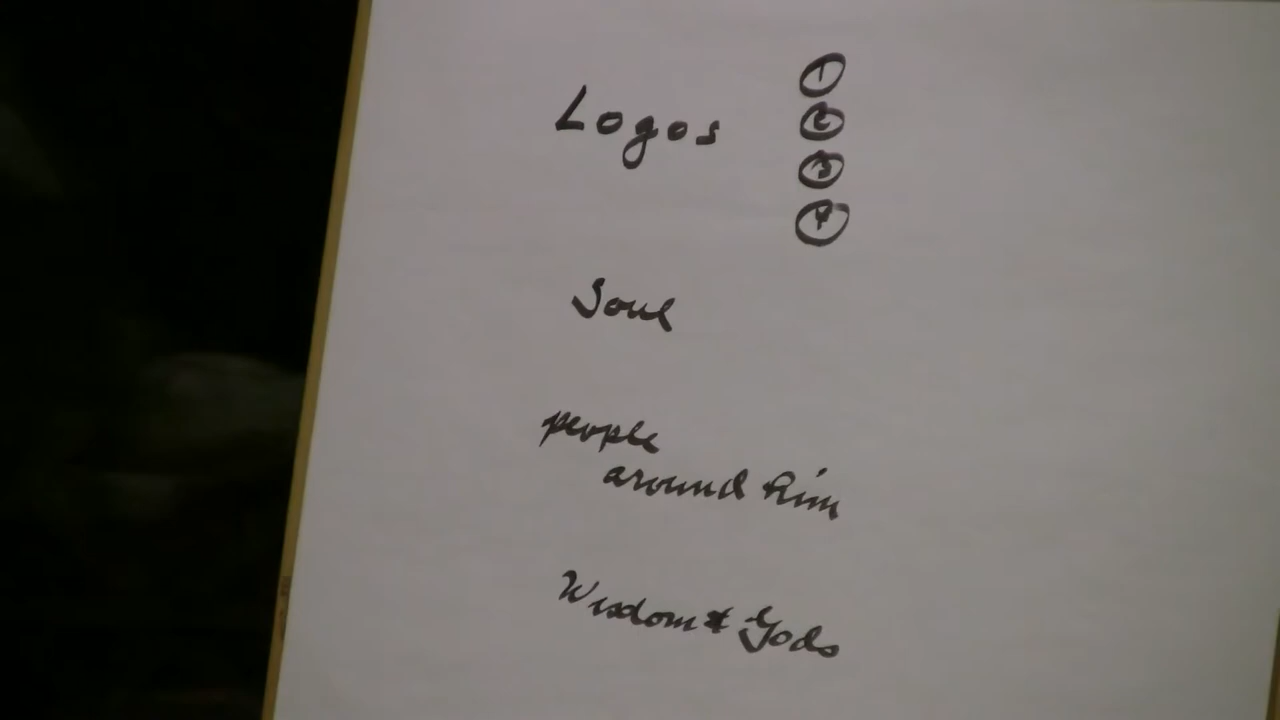 Logos
①
②
③
④
Soul
people
around him
Wisdom & Gods